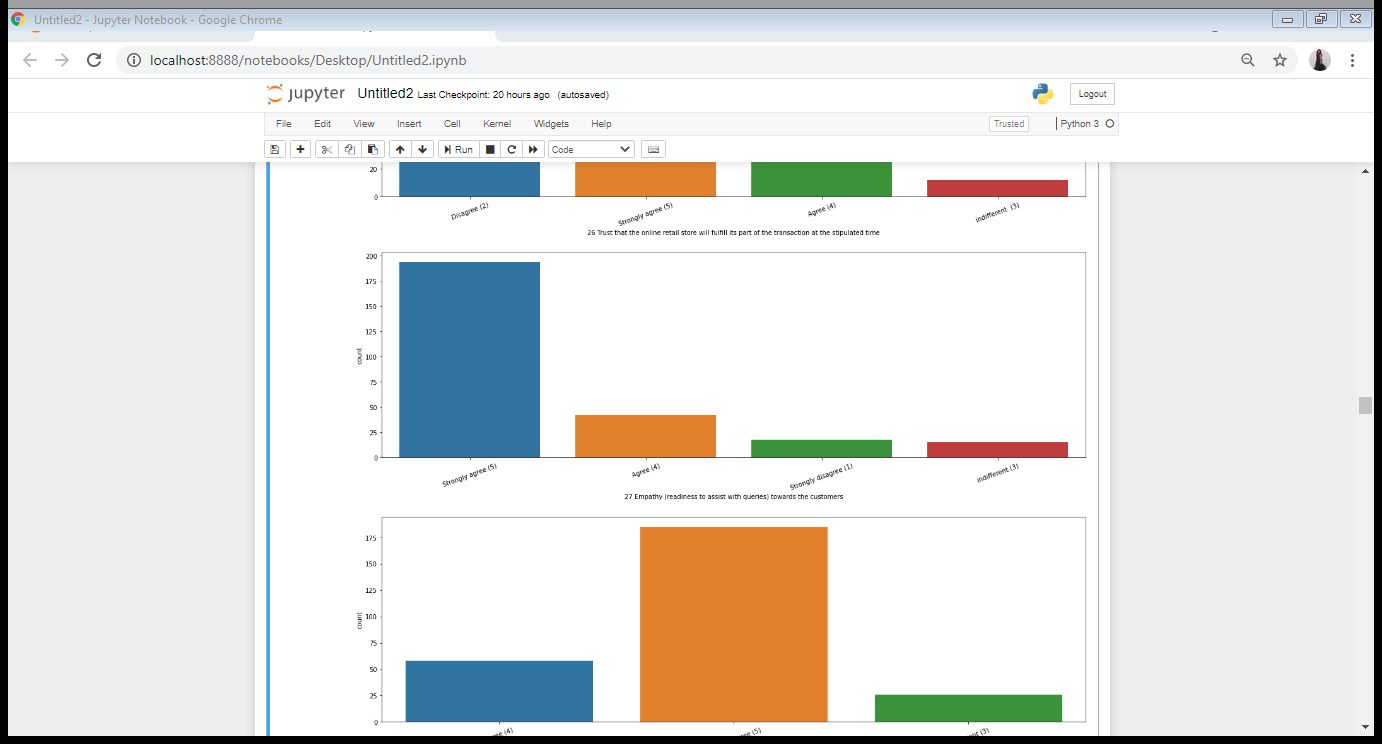 Untitled2 - Jupyter Notebook - Google Chrome
localhost:8888/notebooks/Desktop/Untitled2.ipynb
jupyter Untitled2 Last Checkpoint: 20 hours ago (autosaved) Logout
File Edit View Insert Cell Kernel Widgets Help Trusted Python 3
Run Code
20
0
Disagree (2) Strongly agree (5) Agree (4) indifferent (3)
26 Trust that the online retail store will fulfill its part of the transaction at the stipulated time
200
175
150
125
100
75
50
25
0
count
Strongly agree (5) Agree (4) Strongly disagree (1) indifferent (3)
27 Empathy (readiness to assist with queries) towards the customers
175
150
125
100
75
50
25
0
count
(4) (5) (3)